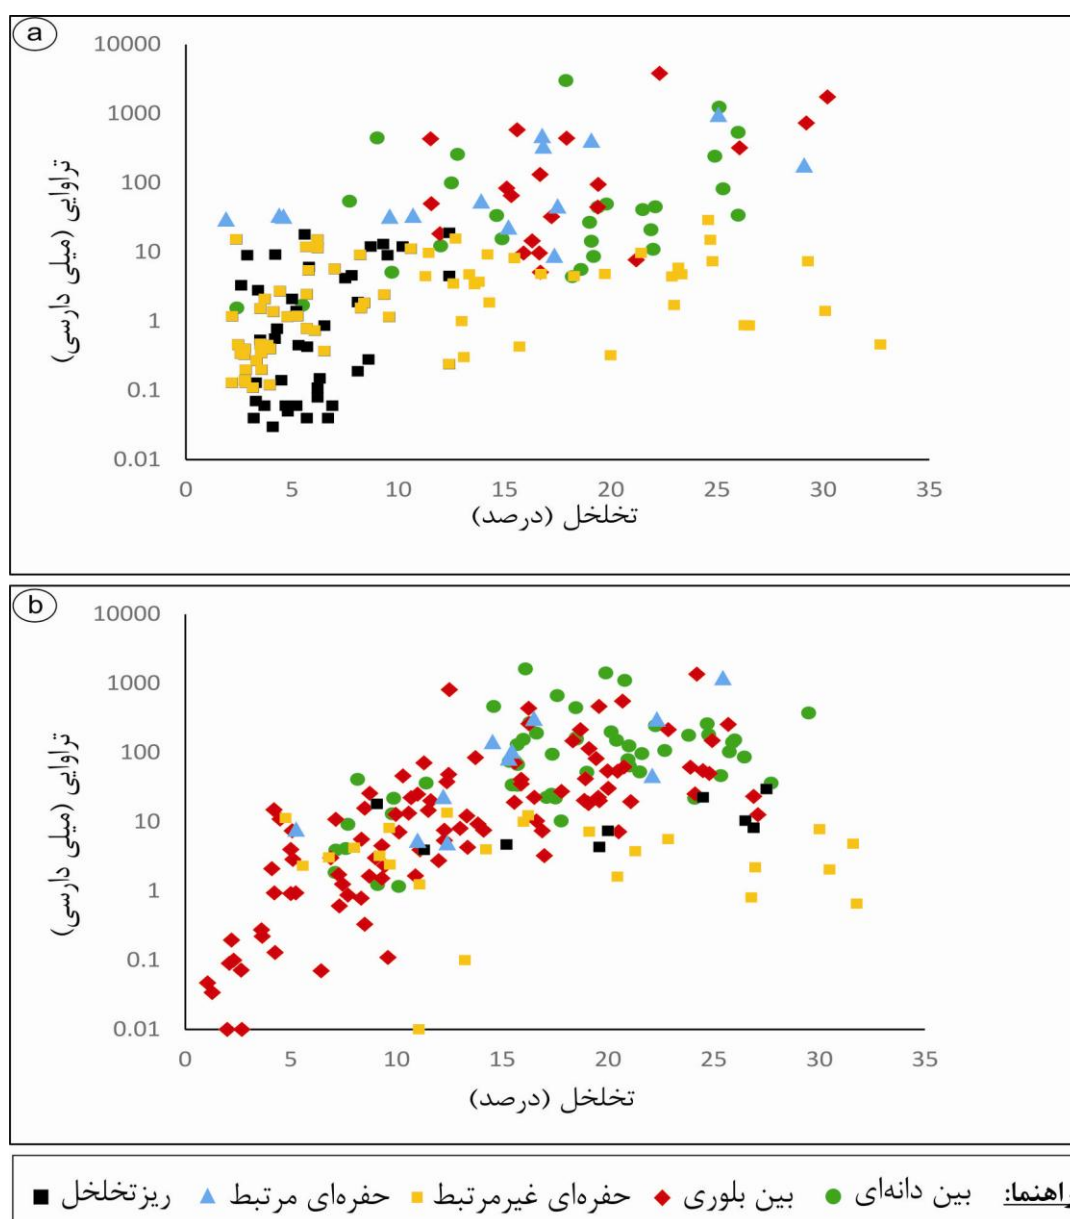 a
10000
1000
100
10
1
0.1
0.01
تراوایی (میلی دارسی)
0 5 10 15 20 25 30 35
تخلخل (درصد)
b
10000
1000
100
10
1
0.1
0.01
تراوایی (میلی دارسی)
0 5 10 15 20 25 30 35
تخلخل (درصد)
راهنما: بین دانه‌ای بین بلوری حفره‌ای غیرمرتبط حفره‌ای مرتبط ریزتخلخل